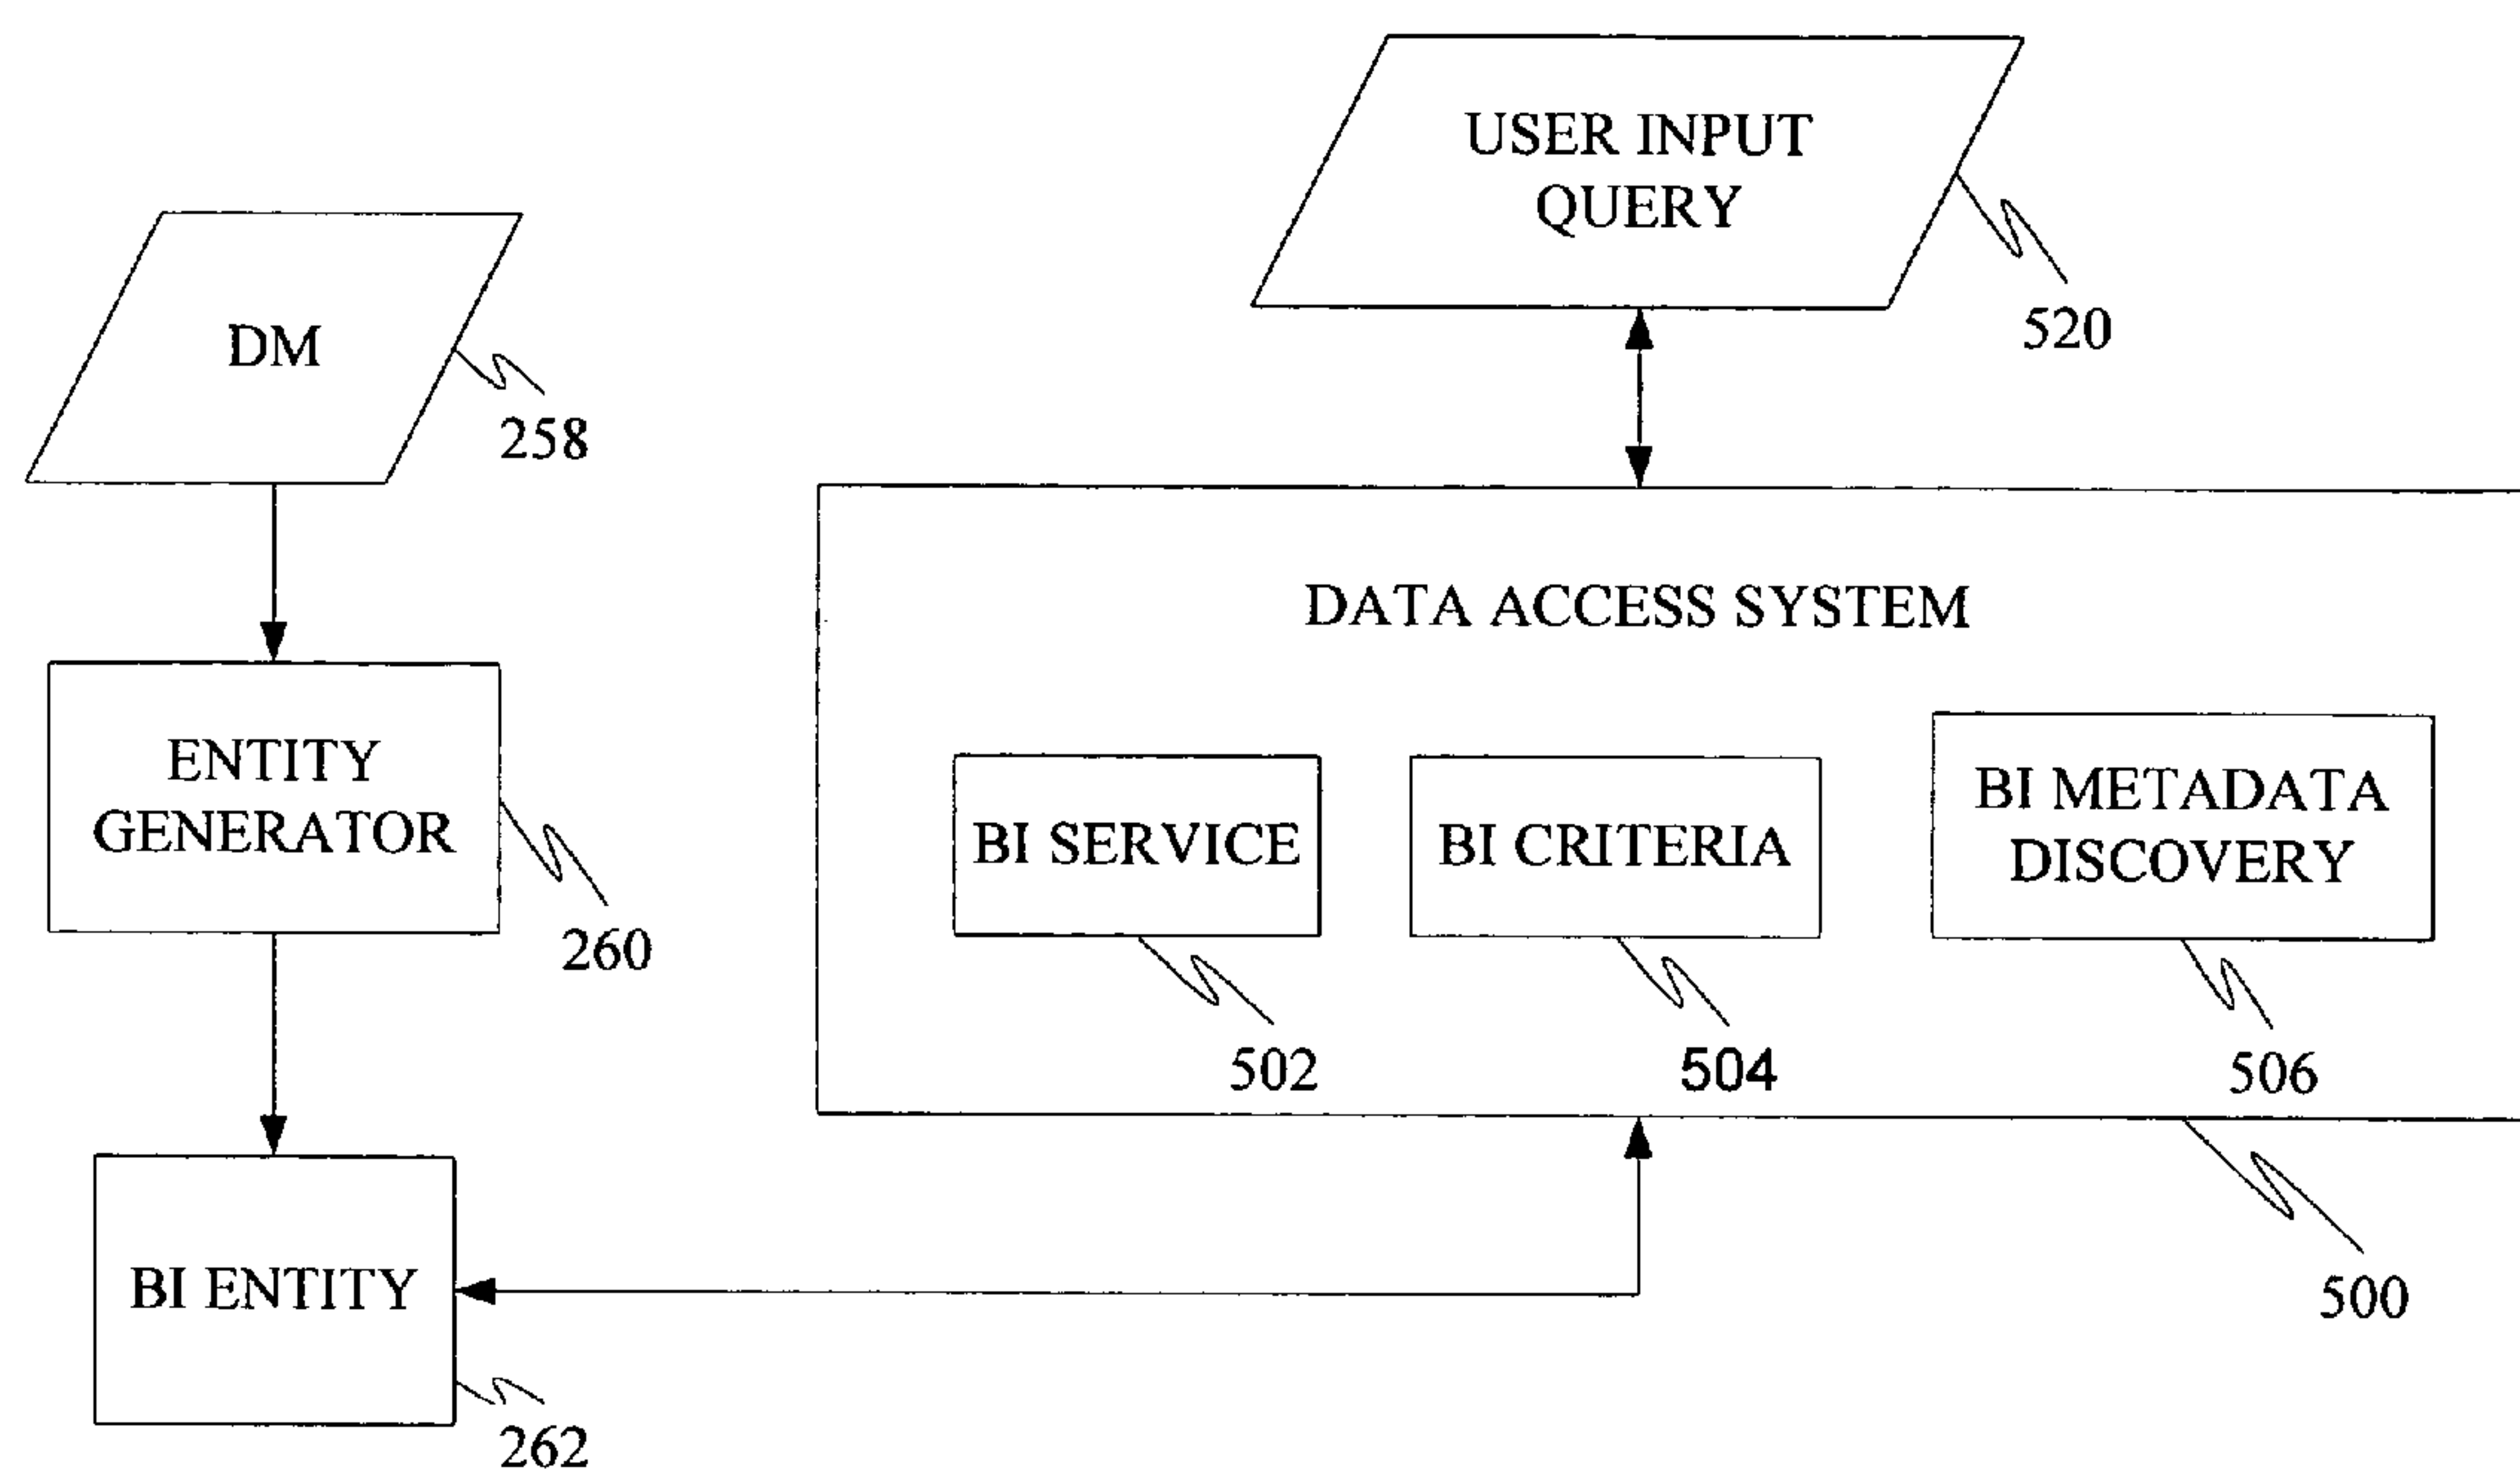 USER INPUT
QUERY
520
DM
258
DATA ACCESS SYSTEM
ENTITY
GENERATOR
260
BI SERVICE
502
BI CRITERIA
504
BI METADATA
DISCOVERY
506
500
BI ENTITY
262